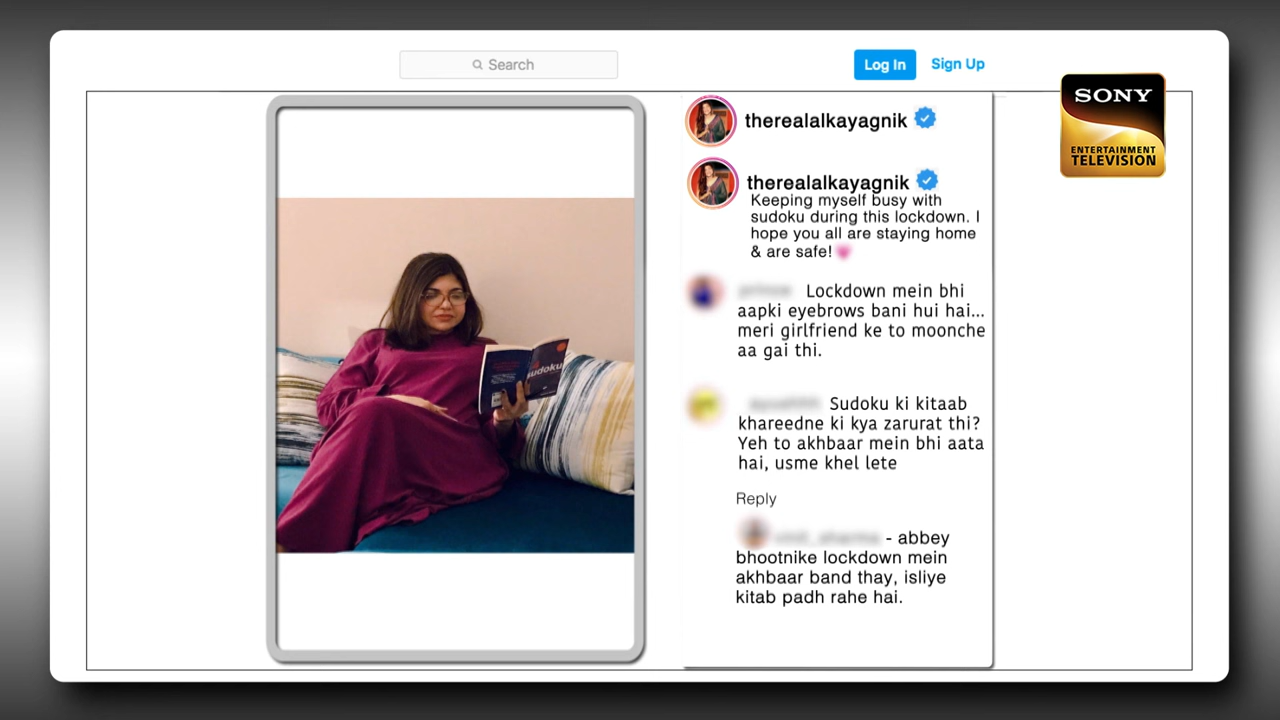 Search
Log In
Sign Up
SONY
ENTERTAINMENT
TELEVISION
therealalkayagnik
therealalkayagnik
Keeping myself busy with
sudoku during this lockdown. I
hope you all are staying home
& are safe!
Lockdown mein bhi
aapki eyebrows bani hui hai...
meri girlfriend ke to moonche
aa gai thi.
Sudoku ki kitaab
khareedne ki kya zarurat thi?
Yeh to akhbaar mein bhi aata
hai, usme khel lete
Reply
- abbey
bhootnike lockdown mein
akhbaar band thay, isliye
kitab padh rahe hai.
sudoku